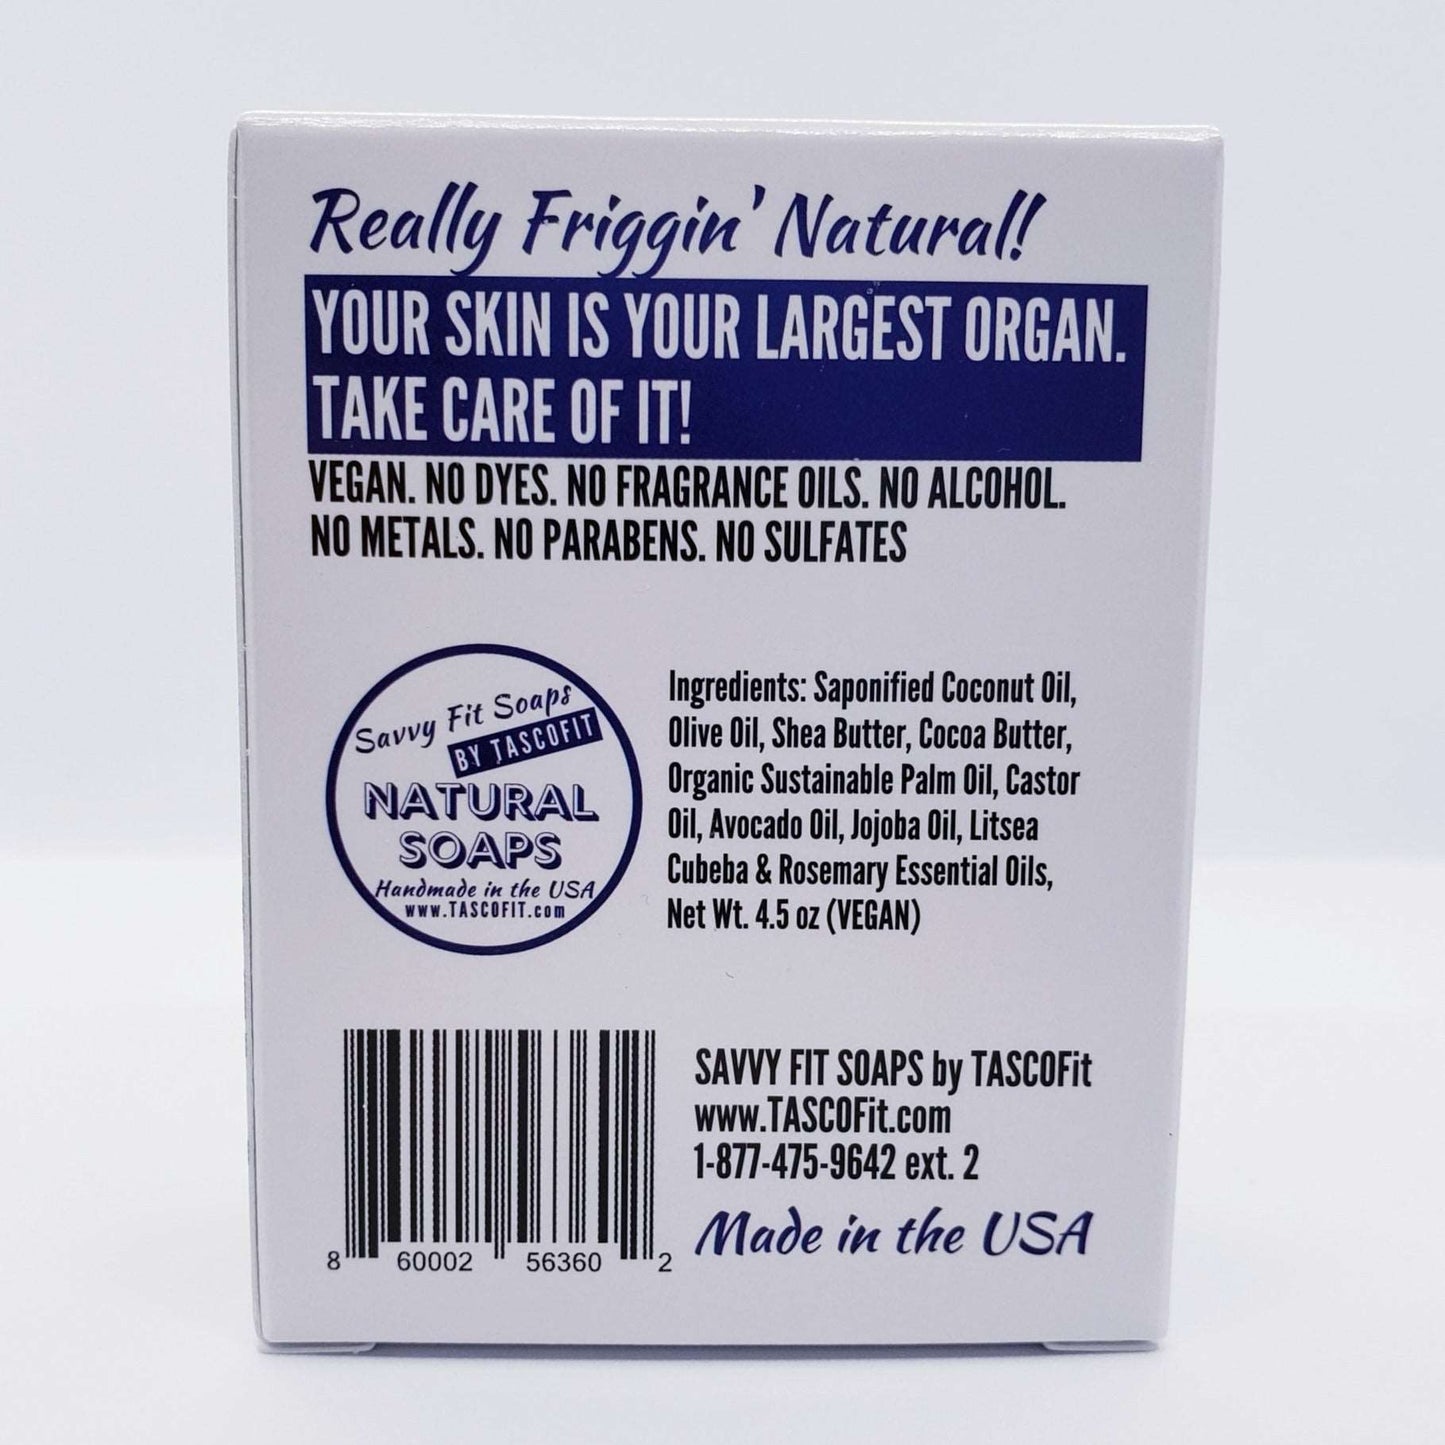 Really Friggin' Natural!
YOUR SKIN IS YOUR LARGEST ORGAN.
TAKE CARE OF IT!
VEGAN. NO DYES. NO FRAGRANCE OILS. NO ALCOHOL.
NO METALS. NO PARABENS. NO SULFATES
Savvy Fit Soaps
BY TASCOFIT
NATURAL
SOAPS
Handmade in the USA
www.TASCOFIT.com
Ingredients: Saponified Coconut Oil,
Olive Oil, Shea Butter, Cocoa Butter,
Organic Sustainable Palm Oil, Castor
Oil, Avocado Oil, Jojoba Oil, Litsea
Cubeba & Rosemary Essential Oils,
Net Wt. 4.5 oz (VEGAN)
8 60002 56360 2
SAVVY FIT SOAPS by TASCOFit
www.TASCOFit.com
1-877-475-9642 ext. 2
Made in the USA